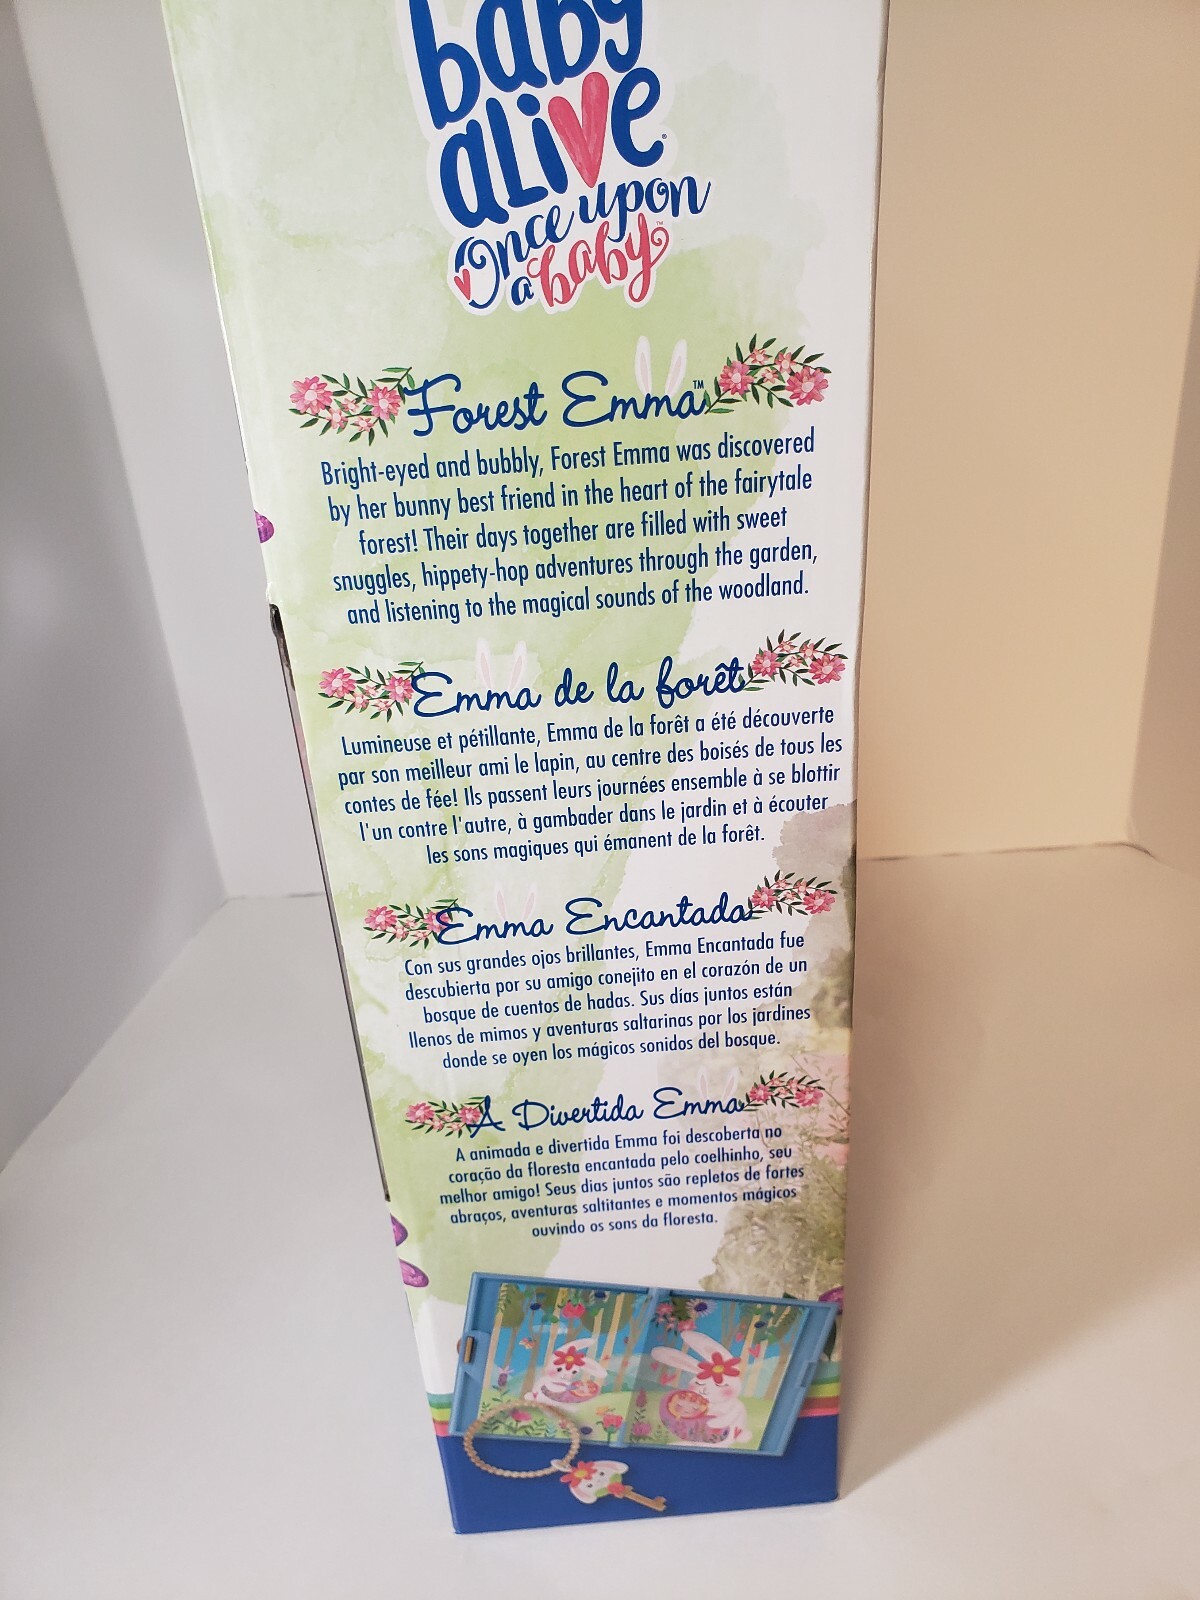 baby
alive®
Once upon
a baby™
Forest Emma™
Bright-eyed and bubbly, Forest Emma was discovered
by her bunny best friend in the heart of the fairytale
forest! Their days together are filled with sweet
snuggles, hippety-hop adventures through the garden,
and listening to the magical sounds of the woodland.
Emma de la forêt
Lumineuse et pétillante, Emma de la forêt a été découverte
par son meilleur ami le lapin, au centre des boisés de tous les
contes de fée! Ils passent leurs journées ensemble à se blottir
l'un contre l'autre, à gambader dans le jardin et à écouter
les sons magiques qui émanent de la forêt.
Emma Encantada
Con sus grandes ojos brillantes, Emma Encantada fue
descubierta por su amigo conejito en el corazón de un
bosque de cuentos de hadas. Sus días juntos están
llenos de mimos y aventuras saltarinas por los jardines
donde se oyen los mágicos sonidos del bosque.
A Divertida Emma
A animada e divertida Emma foi descoberta no
coração da floresta encantada pelo coelhinho, seu
melhor amigo! Seus dias juntos são repletos de fortes
abraços, aventuras saltitantes e momentos mágicos
ouvindo os sons da floresta.